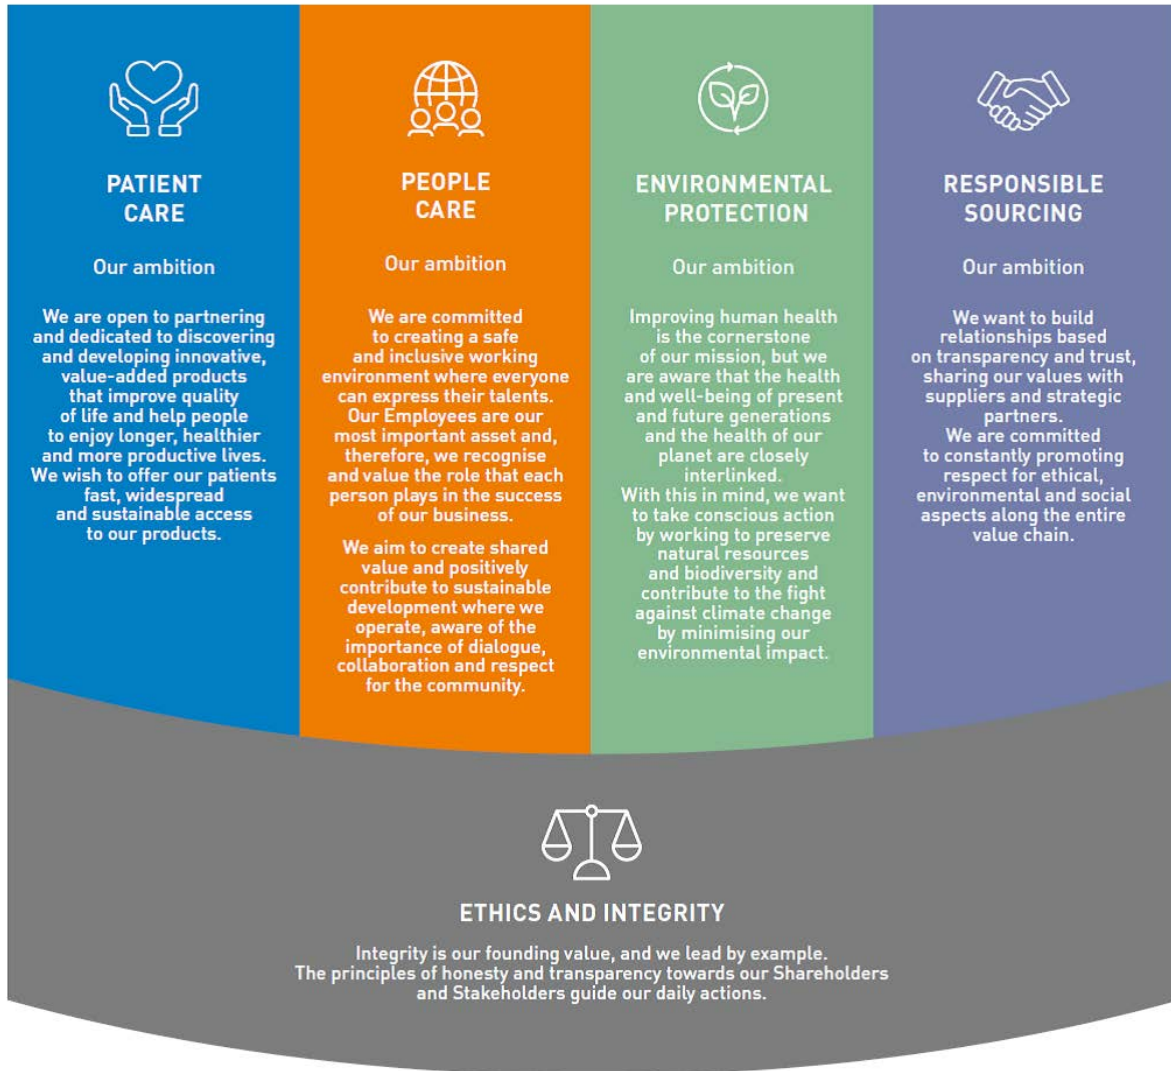 PATIENT
CARE
Our ambition
We are open to partnering
and dedicated to discovering
and developing innovative,
value-added products
that improve quality
of life and help people
to enjoy longer, healthier
and more productive lives.
We wish to offer our patients
fast, widespread
and sustainable access
to our products.
PEOPLE
CARE
Our ambition
We are committed
to creating a safe
and inclusive working
environment where everyone
can express their talents.
Our Employees are our
most important asset and,
therefore, we recognise
and value the role that each
person plays in the success
of our business.
We aim to create shared
value and positively
contribute to sustainable
development where we
operate, aware of the
importance of dialogue,
collaboration and respect
for the community.
ENVIRONMENTAL
PROTECTION
Our ambition
Improving human health
is the cornerstone
of our mission, but we
are aware that the health
and well-being of present
and future generations
and the health of our
planet are closely
interlinked.
With this in mind, we want
to take conscious action
by working to preserve
natural resources
and biodiversity and
contribute to the fight
against climate change
by minimising our
environmental impact.
RESPONSIBLE
SOURCING
Our ambition
We want to build
relationships based
on transparency and trust,
sharing our values with
suppliers and strategic
partners.
We are committed
to constantly promoting
respect for ethical,
environmental and social
aspects along the entire
value chain.
ETHICS AND INTEGRITY
Integrity is our founding value, and we lead by example.
The principles of honesty and transparency towards our Shareholders
and Stakeholders guide our daily actions.